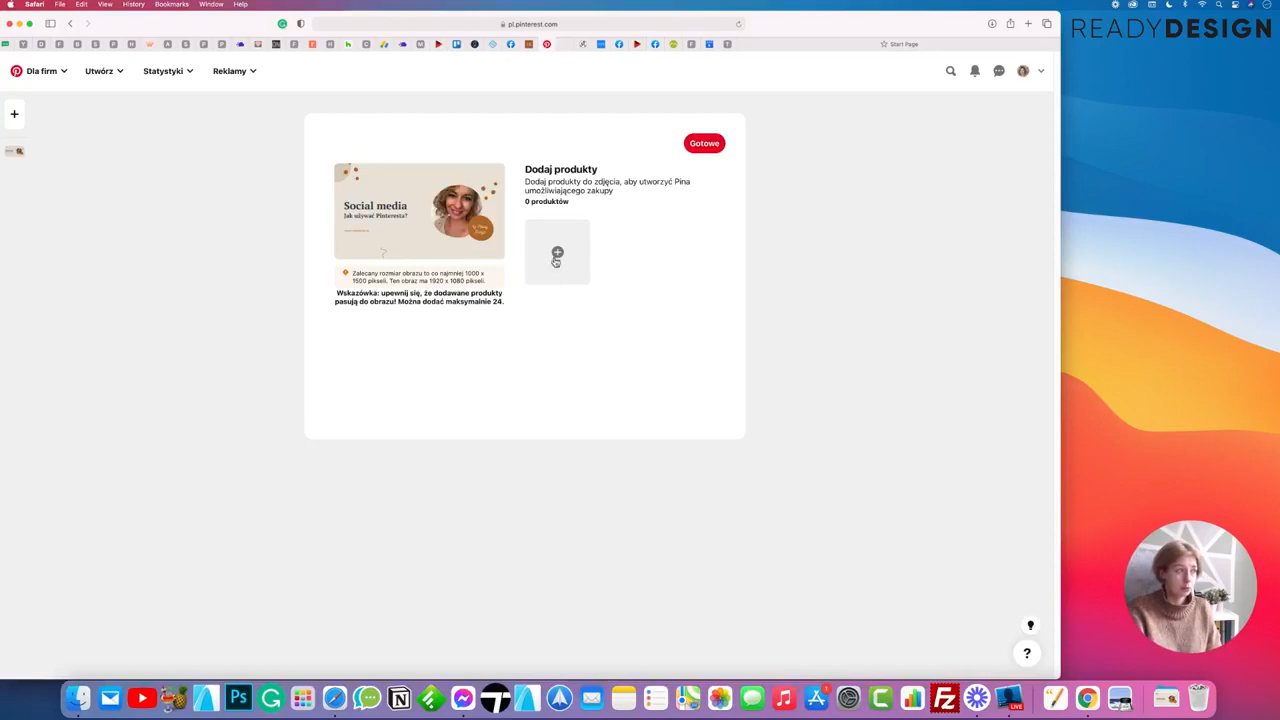 Safari File Edit View History Bookmarks Window Help
READYDESIGN
pl.pinterest.com
Start Page
Dla firm Utwórz Statystyki Reklamy
Gotowe
Social media
Jak używać Pinteresta?
Dodaj produkty
Dodaj produkty do zdjęcia, aby utworzyć Pina
umożliwiającego zakupy
0 produktów
Zalecany rozmiar obrazu to co najmniej 1000 x
1500 pikseli. Ten obraz ma 1920 x 1080 pikseli.
Wskazówka: upewnij się, że dodawane produkty
pasują do obrazu! Można dodać maksymalnie 24.
?